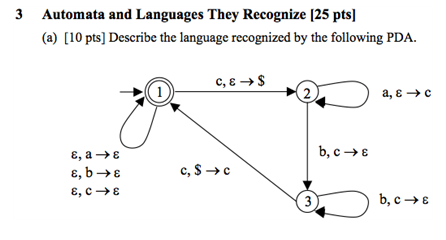 3 Automata and Languages They Recognize [25 pts]
(a) [10 pts] Describe the language recognized by the following PDA.
c, ε → $
1
2
a, ε → c
ε, a → ε
ε, b → ε
ε, c → ε
c, $ → c
b, c → ε
3
b, c → ε